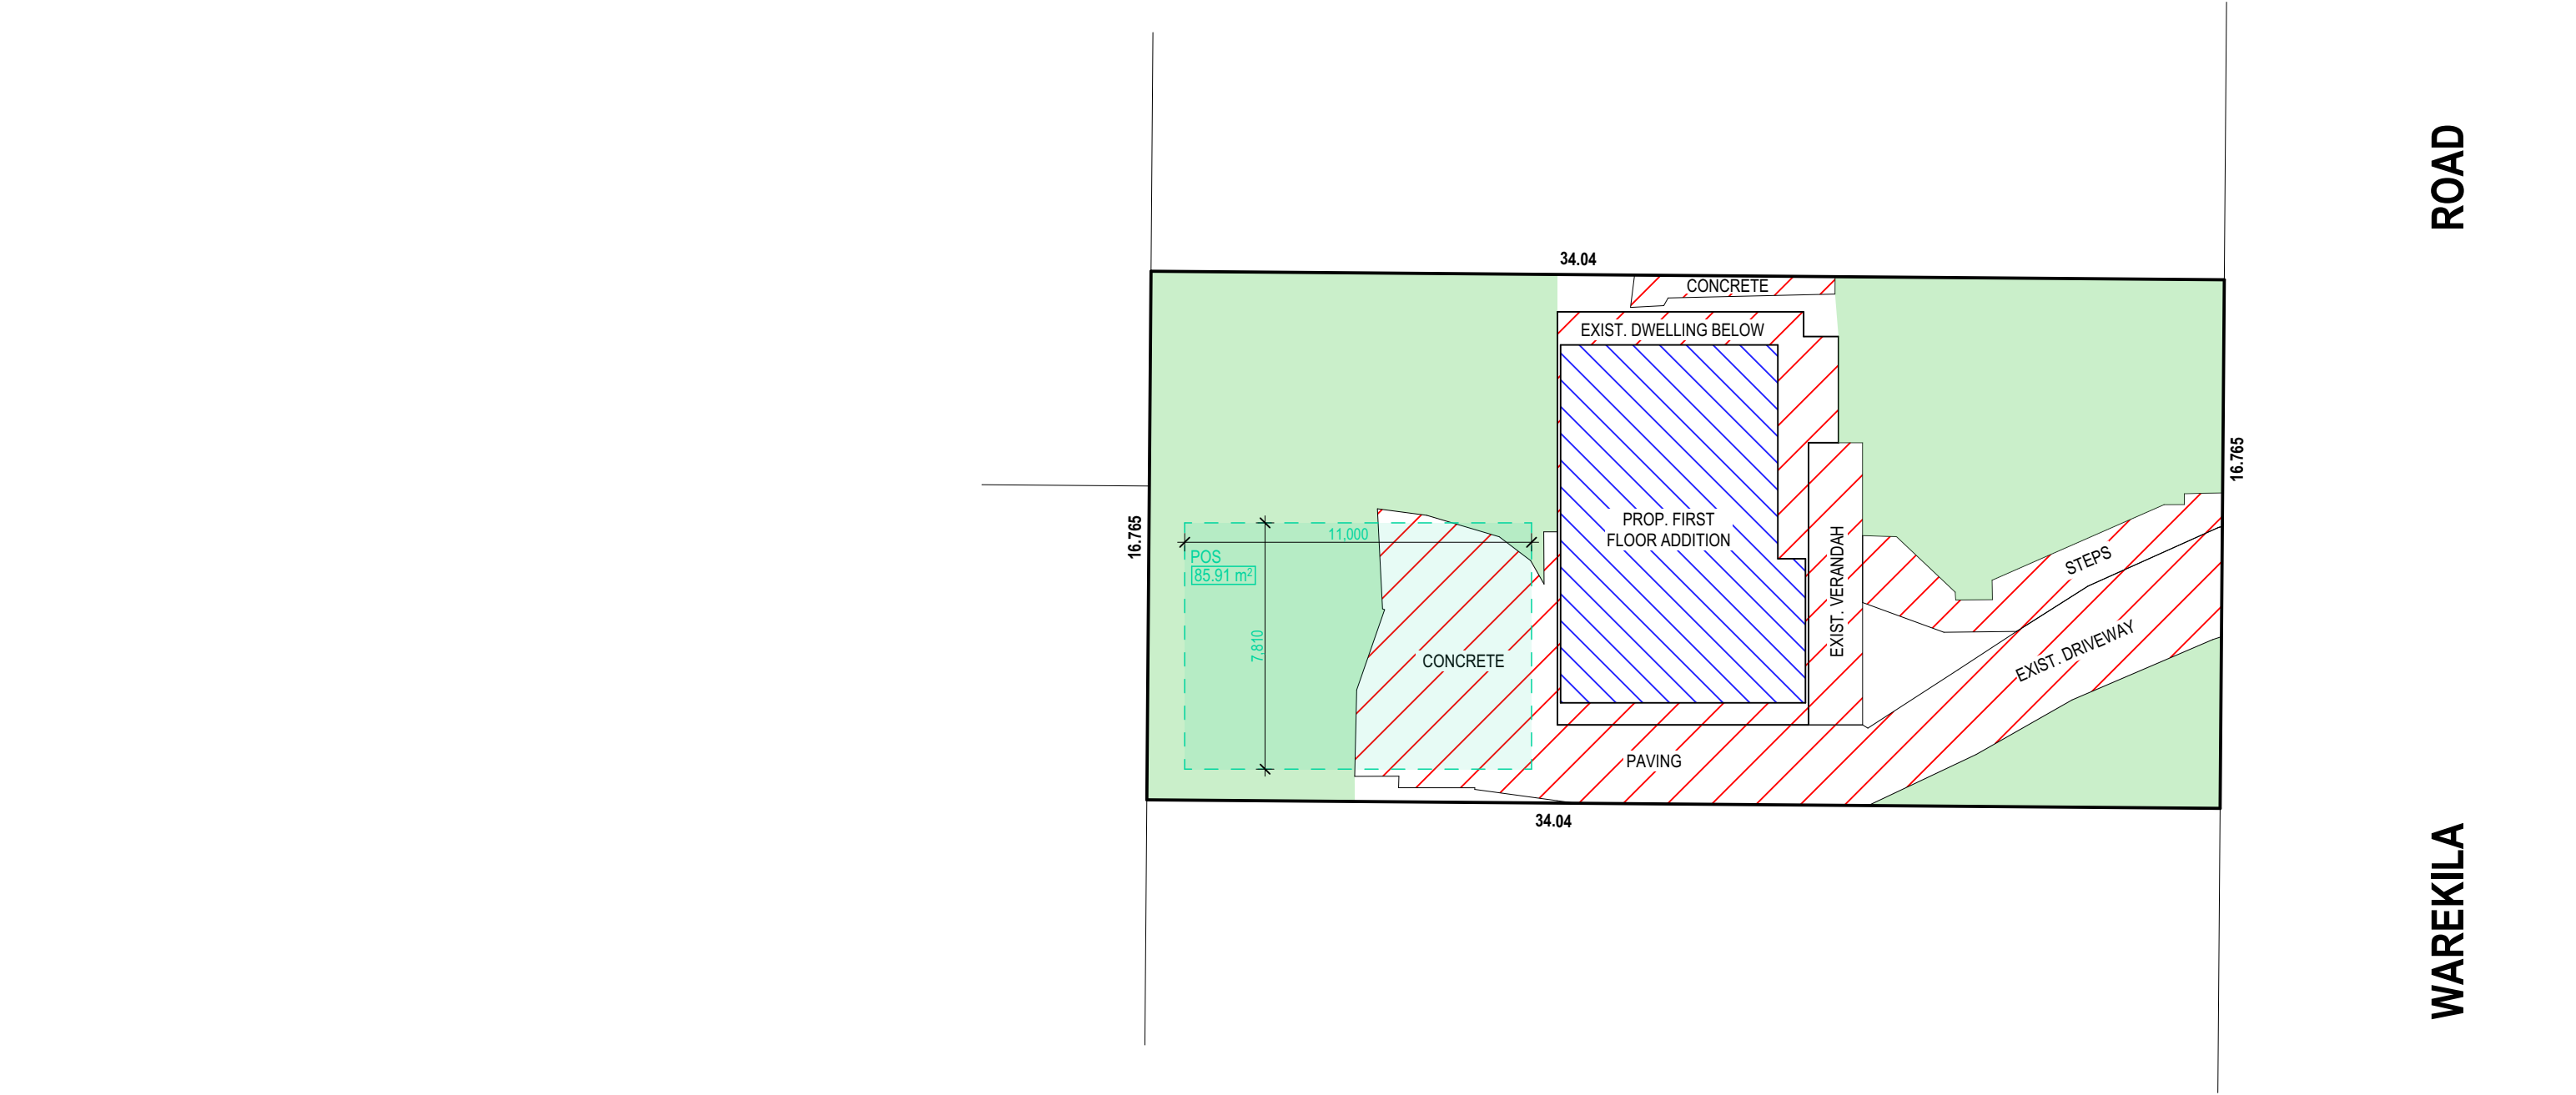 ROAD
34.04
CONCRETE
EXIST. DWELLING BELOW
16.765
16.765
PROP. FIRST
FLOOR ADDITION
11,000
POS
85.91 m²
EXIST. VERANDAH
STEPS
7,810
CONCRETE
EXIST. DRIVEWAY
PAVING
34.04
WAREKILA